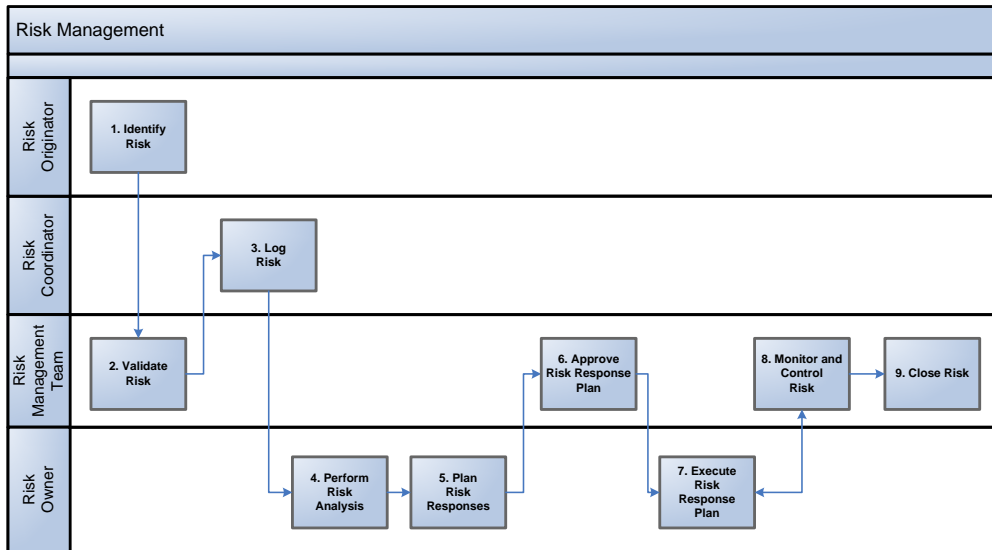 Risk Management
Risk
Originator
1. Identify
Risk
Risk
Coordinator
3. Log
Risk
Risk
Management
Team
2. Validate
Risk
6. Approve
Risk Response
Plan
8. Monitor and
Control
Risk
9. Close Risk
Risk
Owner
4. Perform
Risk
Analysis
5. Plan
Risk
Responses
7. Execute
Risk
Response
Plan